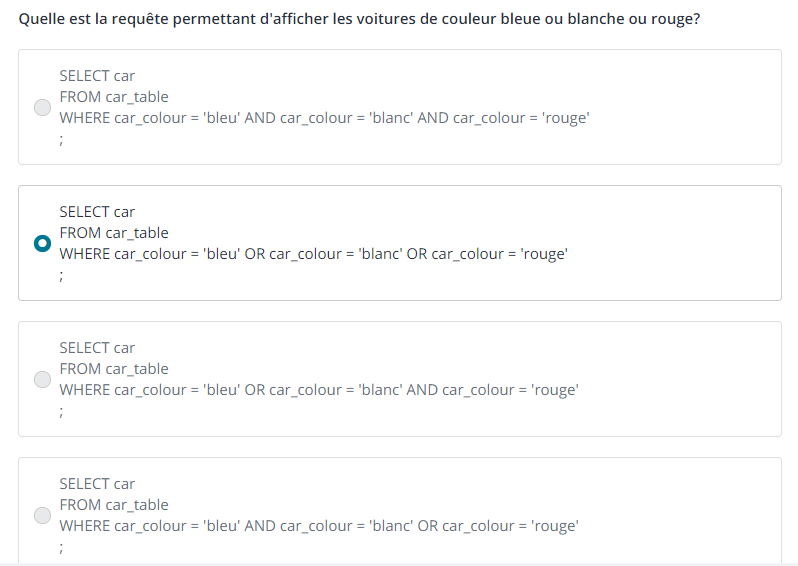 Quelle est la requête permettant d'afficher les voitures de couleur bleue ou blanche ou rouge?
SELECT car
FROM car_table
WHERE car_colour = 'bleu' AND car_colour = 'blanc' AND car_colour = 'rouge'
;
SELECT car
FROM car_table
WHERE car_colour = 'bleu' OR car_colour = 'blanc' OR car_colour = 'rouge'
;
SELECT car
FROM car_table
WHERE car_colour = 'bleu' OR car_colour = 'blanc' AND car_colour = 'rouge'
;
SELECT car
FROM car_table
WHERE car_colour = 'bleu' AND car_colour = 'blanc' OR car_colour = 'rouge'
;